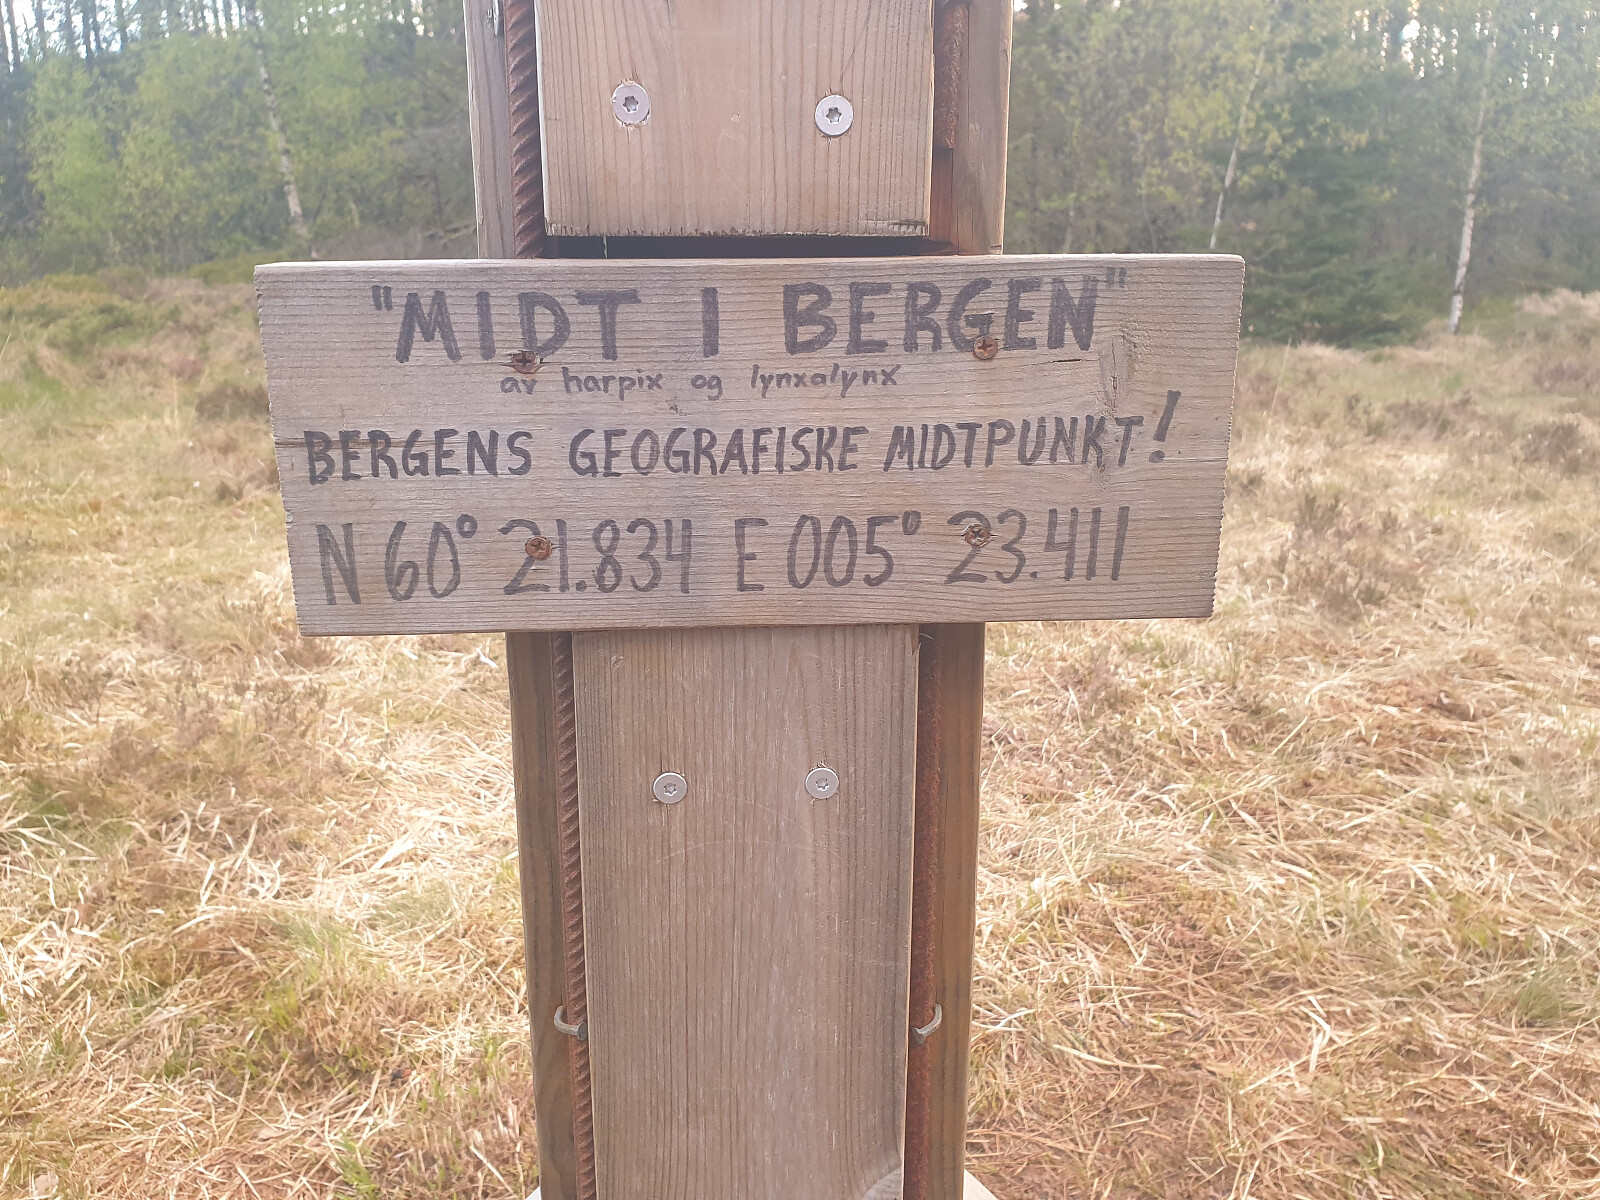 "MIDT I BERGEN"
av harpix og lynxalynx
BERGENS GEOGRAFISKE MIDTPUNKT!
N 60° 21.834 E 005° 23.411